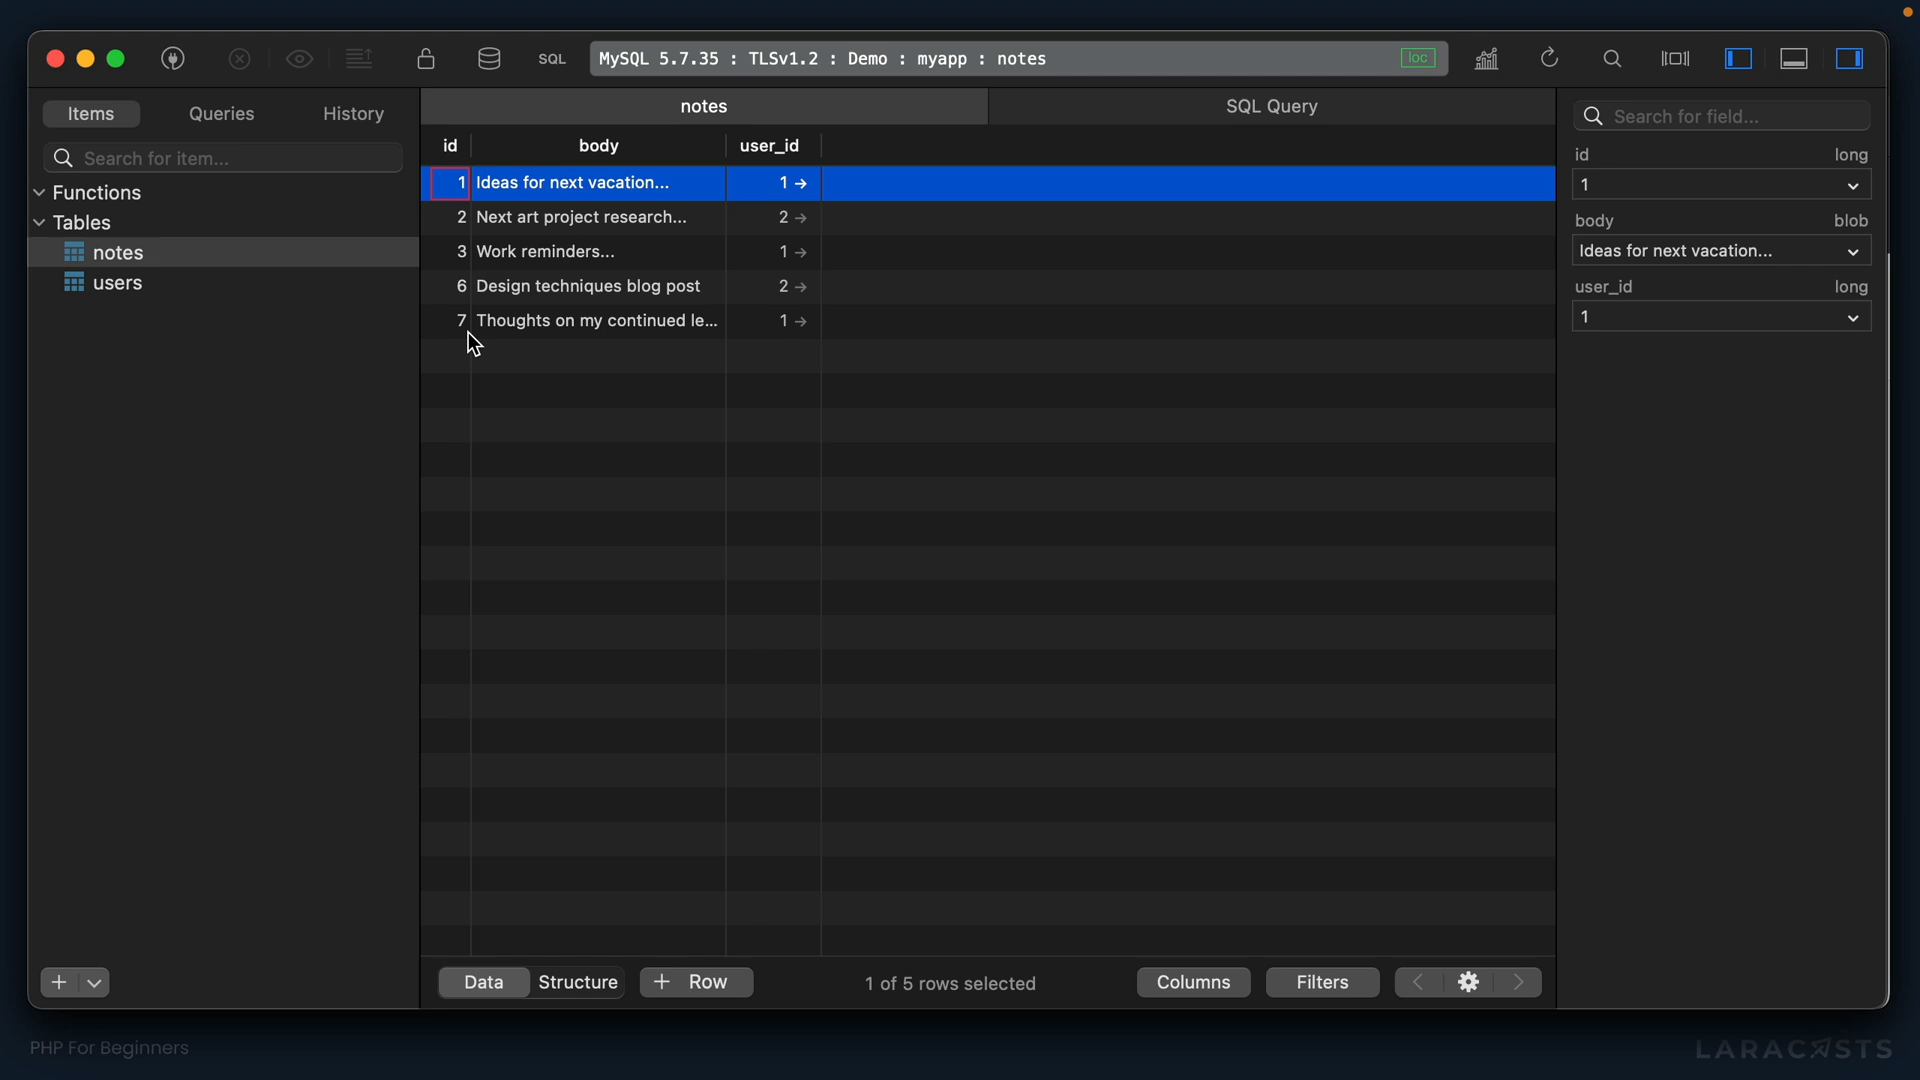 SQL
MySQL 5.7.35 : TLSv1.2 : Demo : myapp : notes
loc
Items
Queries
History
Search for item...
Functions
Tables
notes
users
notes
SQL Query
id
body
user_id
1 Ideas for next vacation... 1
2 Next art project research... 2
3 Work reminders... 1
6 Design techniques blog post 2
7 Thoughts on my continued le... 1
Search for field...
id long
1
body blob
Ideas for next vacation...
user_id long
1
Data
Structure
+ Row
1 of 5 rows selected
Columns
Filters
PHP For Beginners
LARACASTS